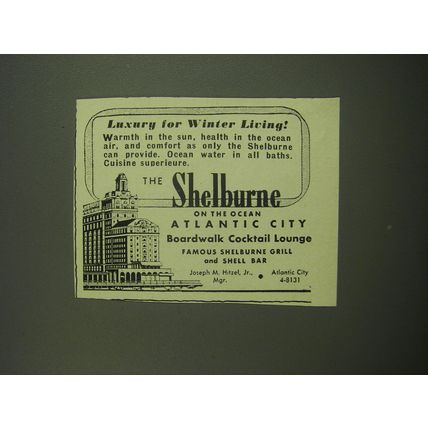 Luxury for Winter Living!
Warmth in the sun, health in the ocean
air, and comfort as only the Shelburne
can provide. Ocean water in all baths.
Cuisine superieure.
THE Shelburne
ON THE OCEAN
ATLANTIC CITY
Boardwalk Cocktail Lounge
FAMOUS SHELBURNE GRILL
and SHELL BAR
Joseph M. Hitzel, Jr., • Atlantic City
Mgr. 4-8131